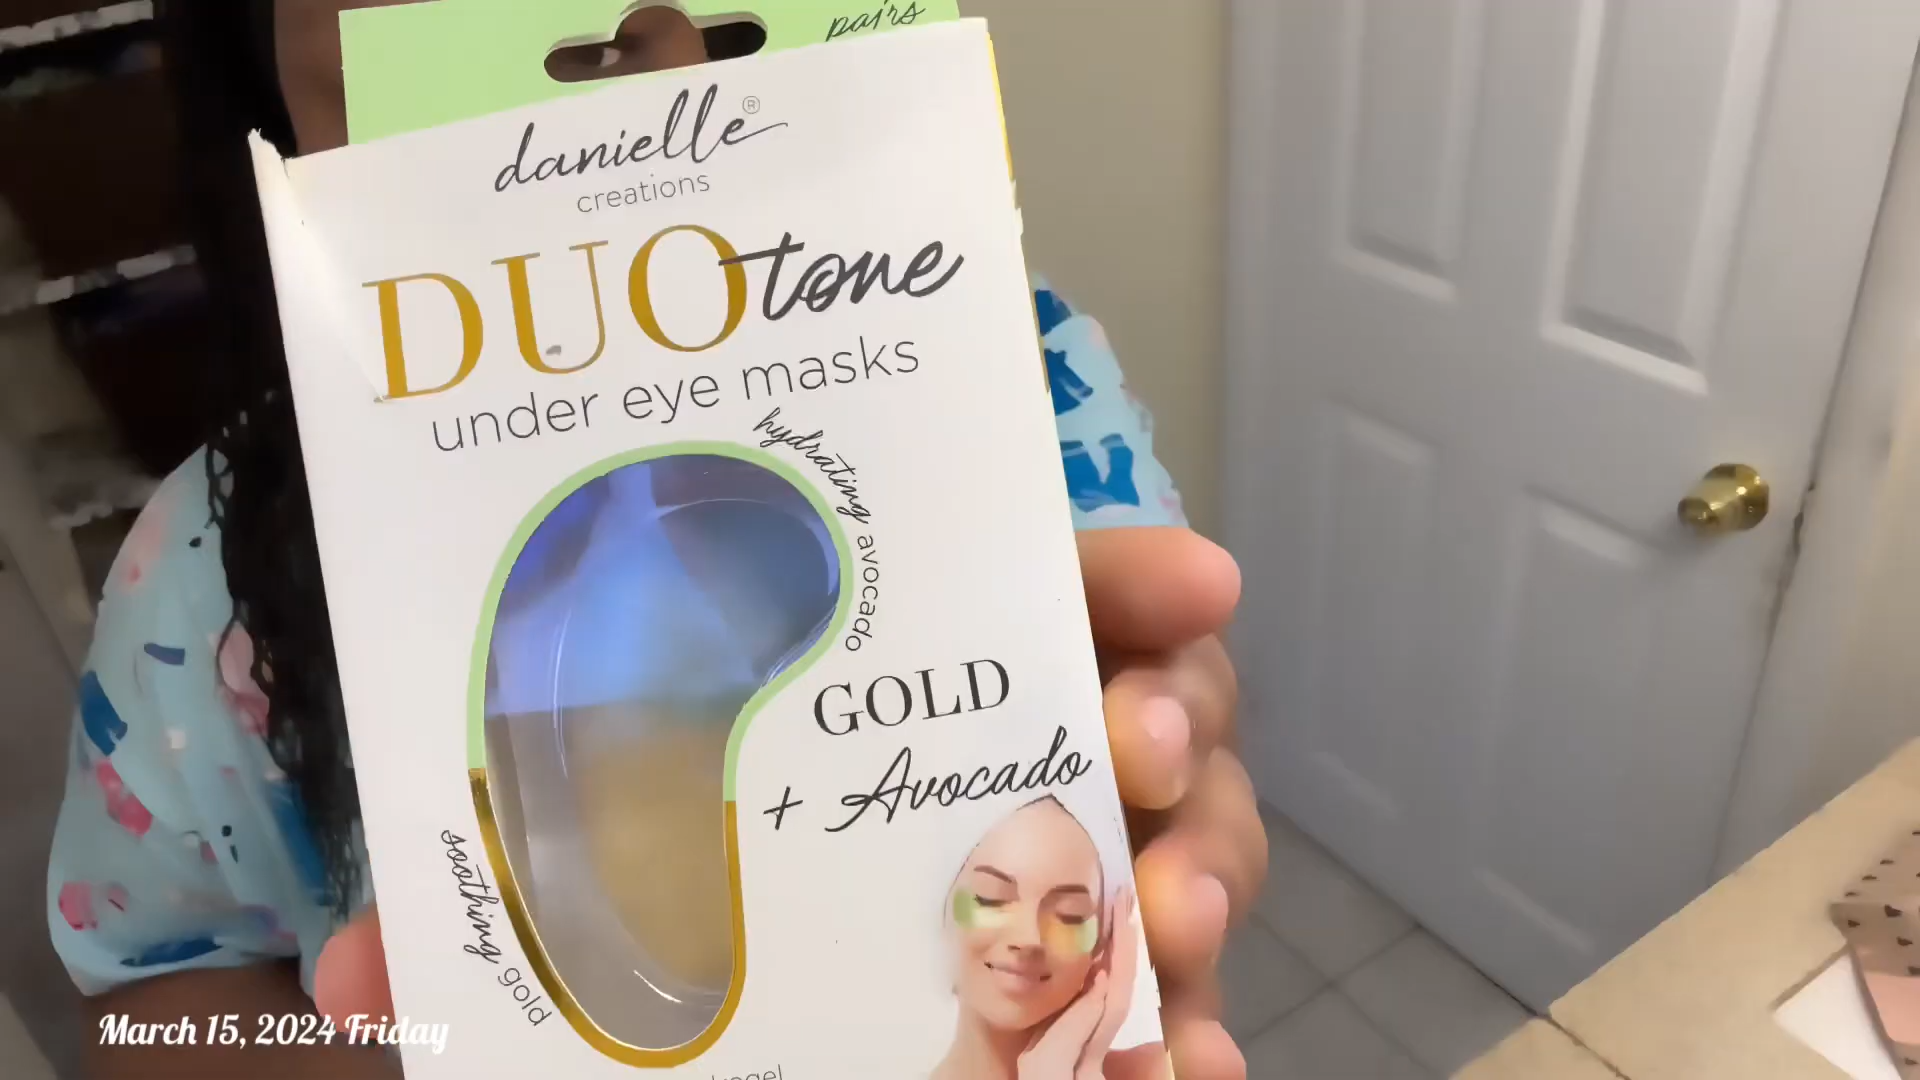 pairs
danielle®
creations
DUOtone
under eye masks
hydrating avocado
GOLD
+ Avocado
soothing gold
March 15, 2024 Friday